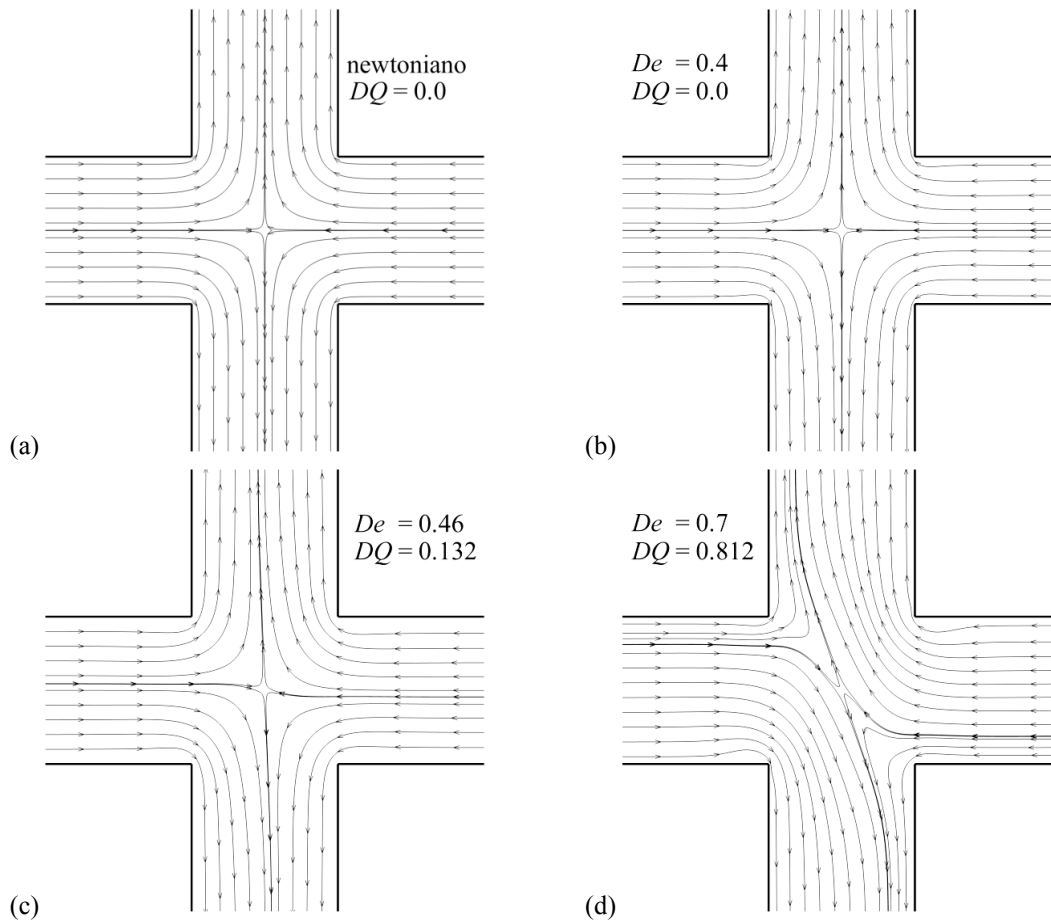 newtoniano
DQ = 0.0
De = 0.4
DQ = 0.0
(a)
(b)
De = 0.46
DQ = 0.132
De = 0.7
DQ = 0.812
(c)
(d)